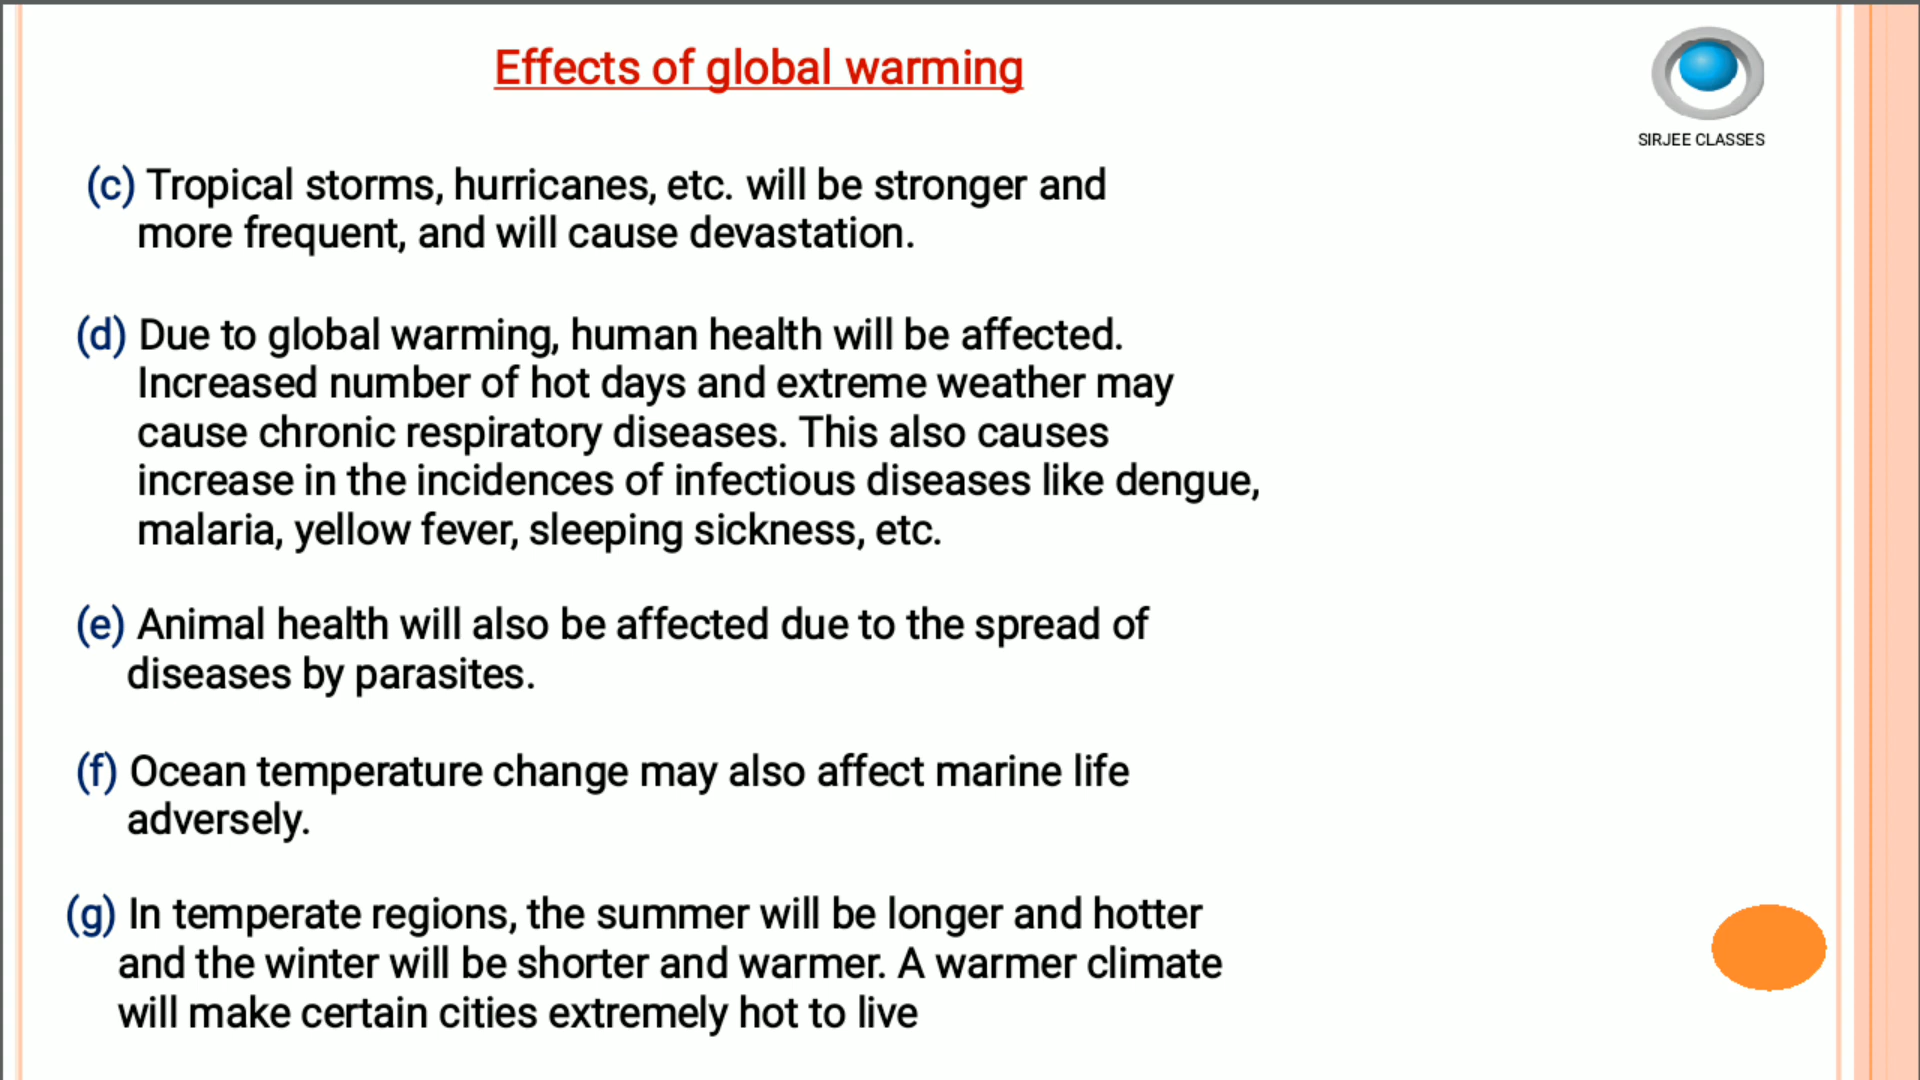 Effects of global warming
SIRJEE CLASSES
(c) Tropical storms, hurricanes, etc. will be stronger and
more frequent, and will cause devastation.
(d) Due to global warming, human health will be affected.
Increased number of hot days and extreme weather may
cause chronic respiratory diseases. This also causes
increase in the incidences of infectious diseases like dengue,
malaria, yellow fever, sleeping sickness, etc.
(e) Animal health will also be affected due to the spread of
diseases by parasites.
(f) Ocean temperature change may also affect marine life
adversely.
(g) In temperate regions, the summer will be longer and hotter
and the winter will be shorter and warmer. A warmer climate
will make certain cities extremely hot to live